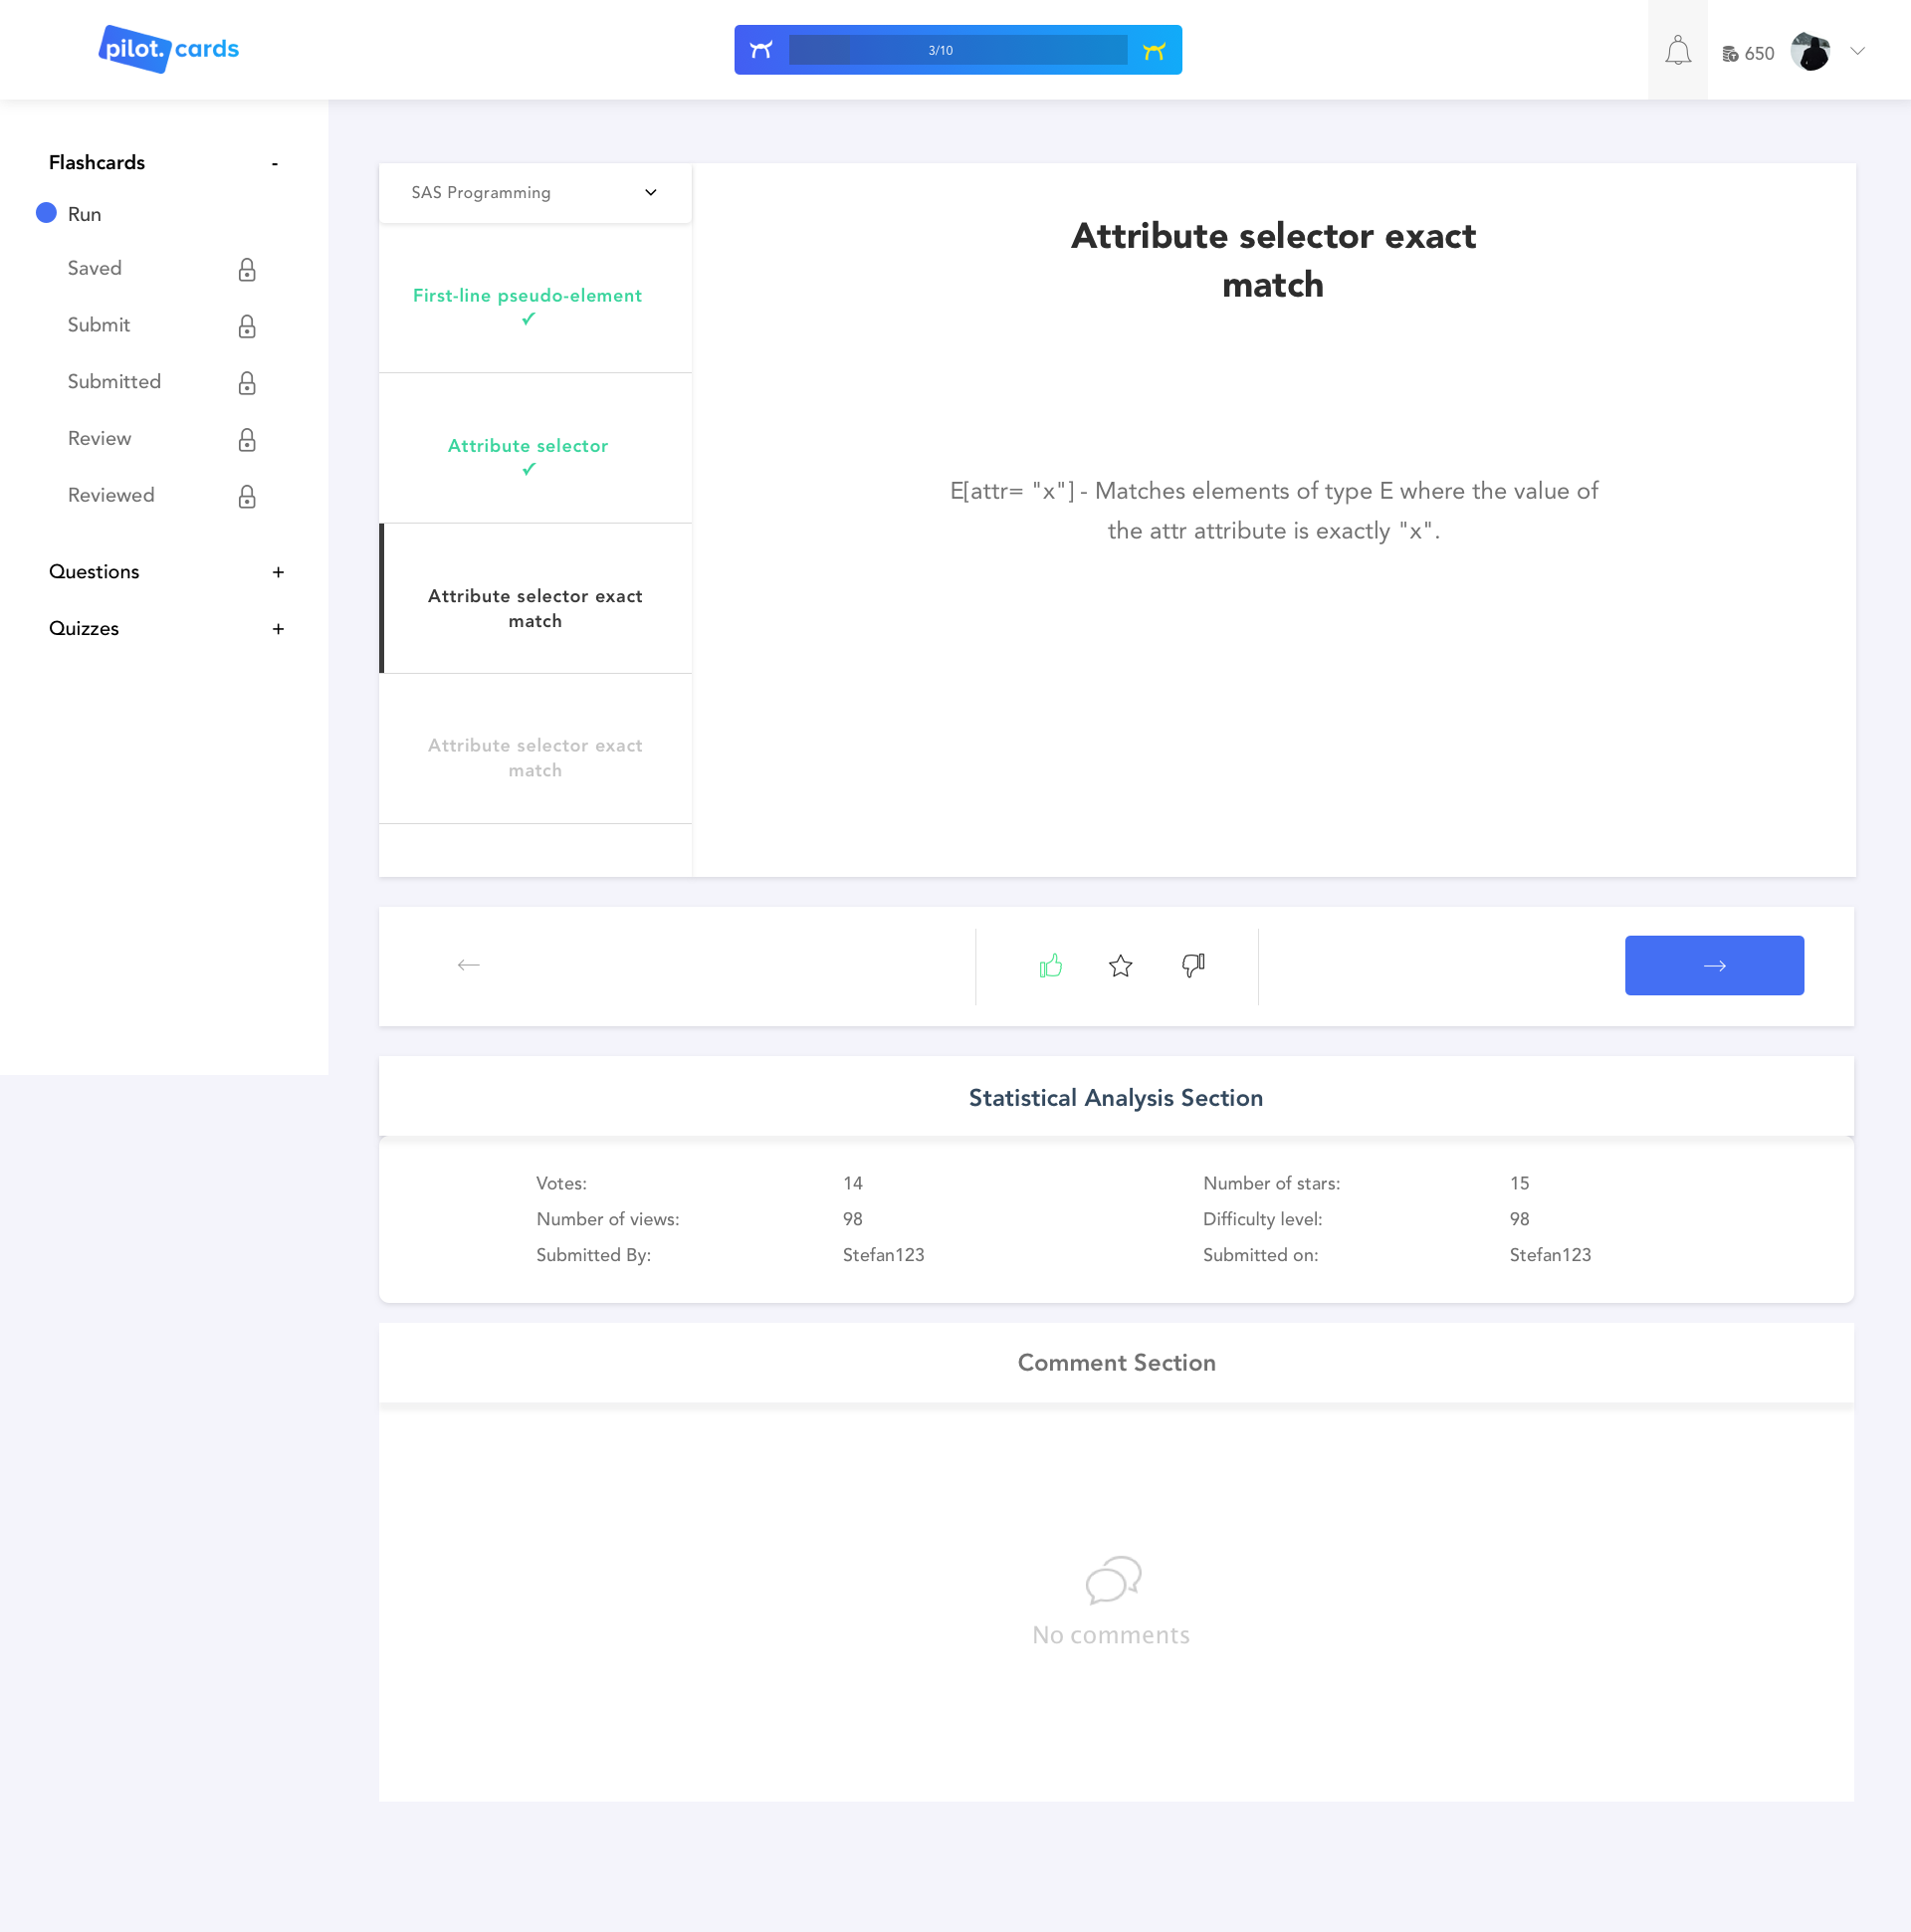 pilot.cards
3/10
650
Flashcards -
Run
Saved
Submit
Submitted
Review
Reviewed
Questions +
Quizzes +
SAS Programming
First-line pseudo-element
✓
Attribute selector
✓
Attribute selector exact
match
Attribute selector exact
match
Attribute selector exact
match
E[attr= "x"] - Matches elements of type E where the value of
the attr attribute is exactly "x".
Statistical Analysis Section
Votes: 14 Number of stars: 15
Number of views: 98 Difficulty level: 98
Submitted By: Stefan123 Submitted on: Stefan123
Comment Section
No comments